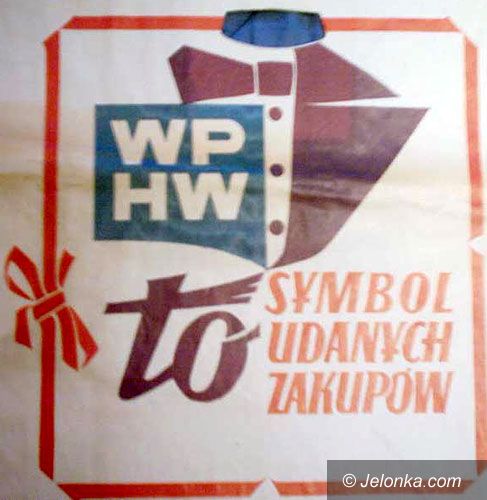 WP
HW
to
SYMBOL
UDANYCH
ZAKUPÓW
© Jelonka.com